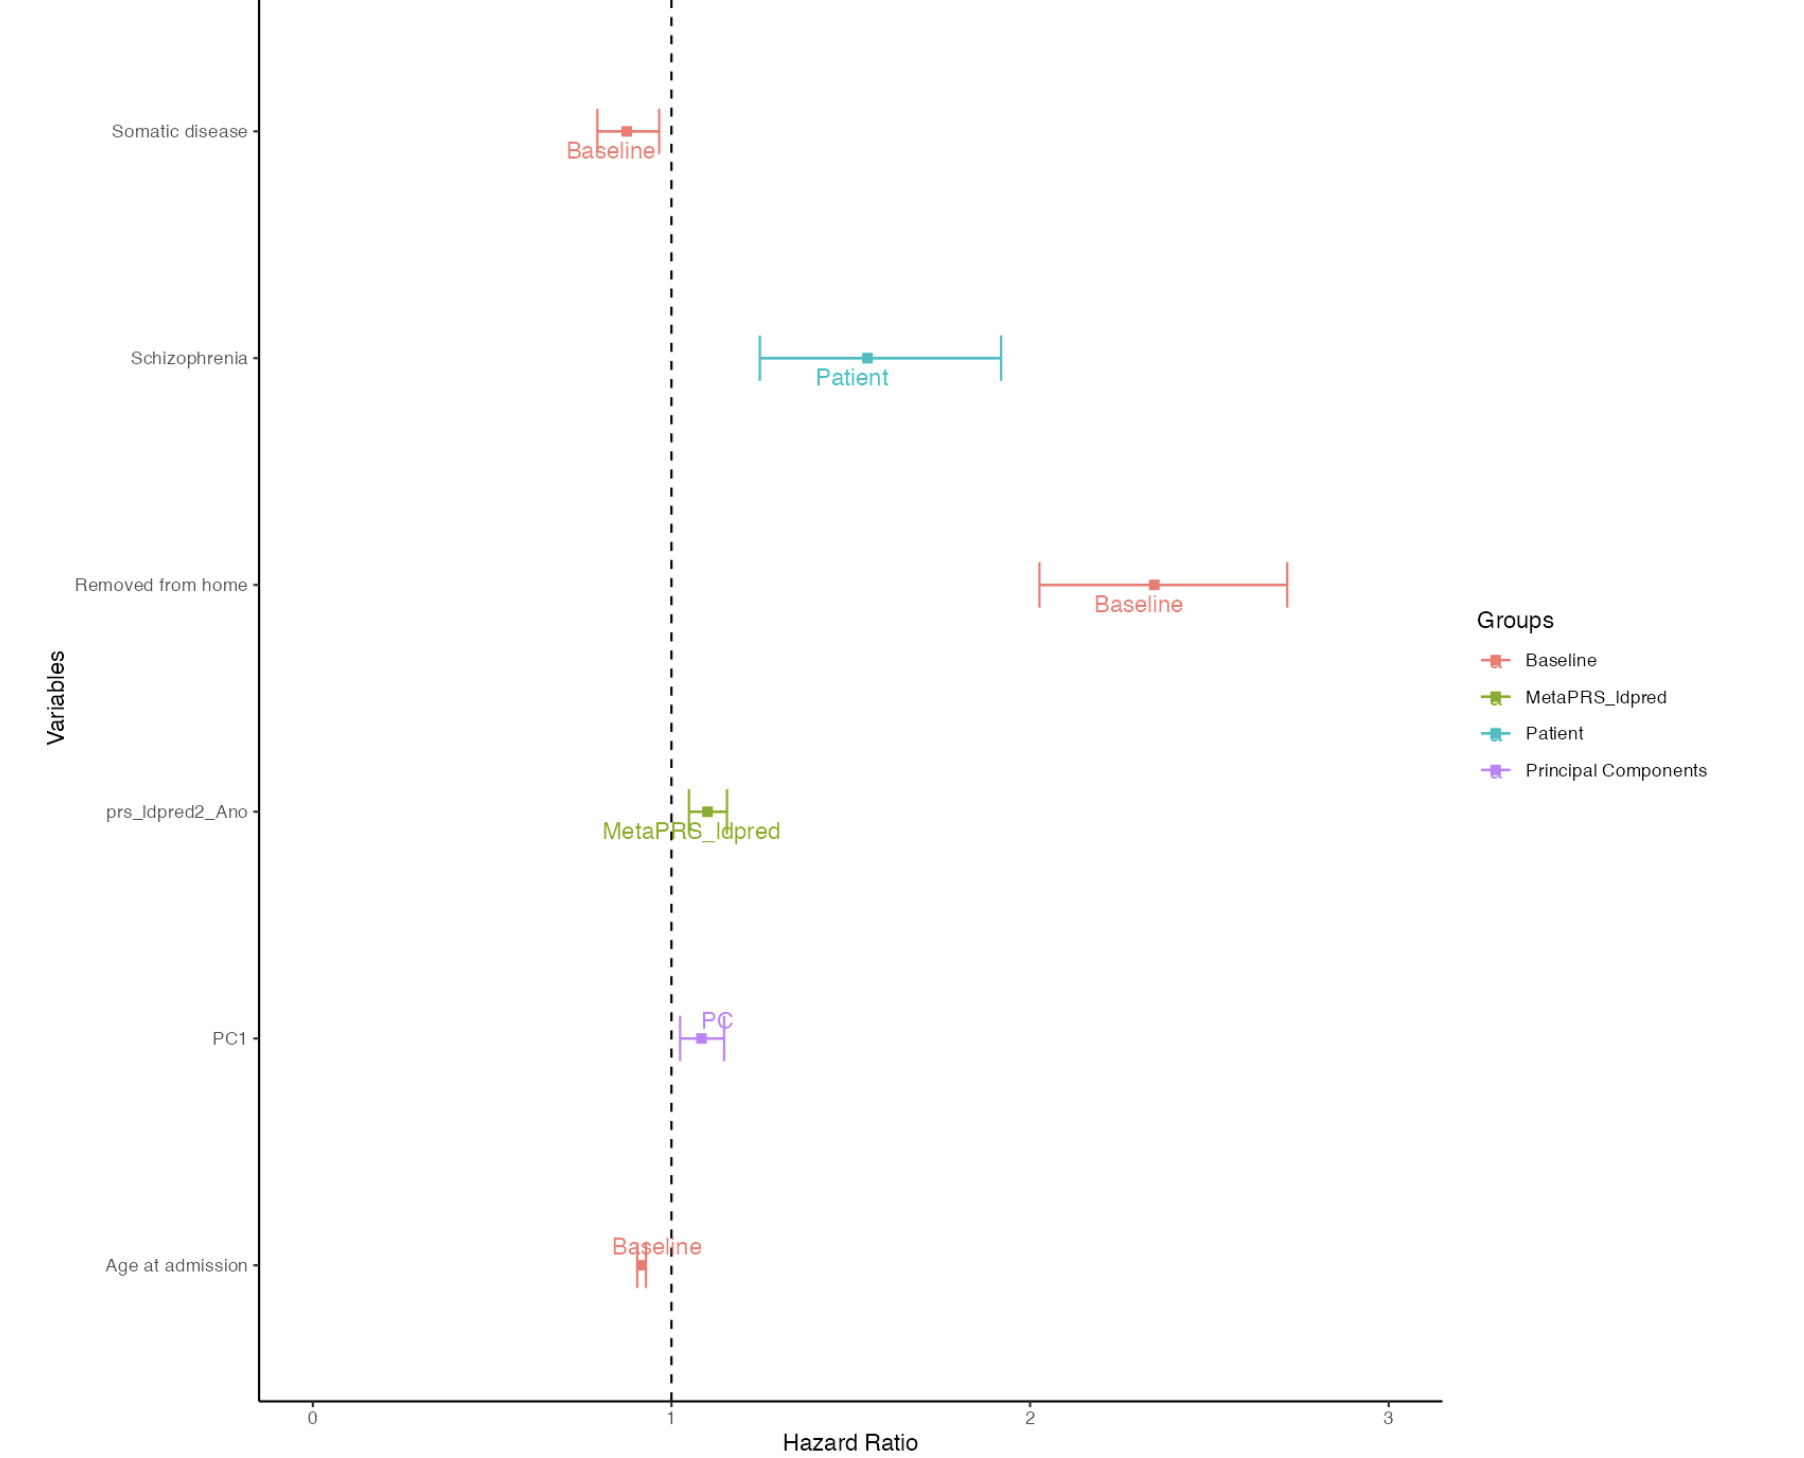 Somatic disease
Baseline
Schizophrenia
Patient
Removed from home
Baseline
Groups
Baseline
MetaPRS_ldpred
Patient
Principal Components
Variables
prs_ldpred2_Ano
MetaPRS_ldpred
PC
PC1
Baseline
Age at admission
0 1 2 3
Hazard Ratio